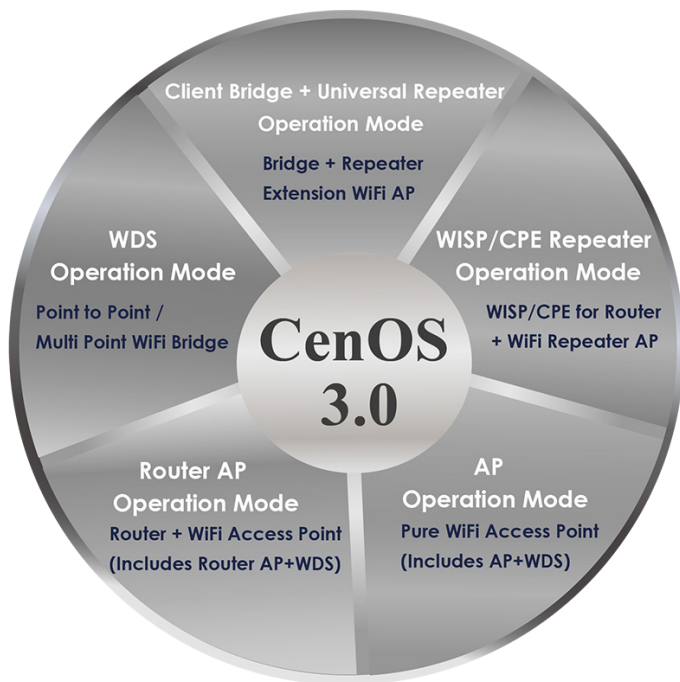 Client Bridge + Universal Repeater
Operation Mode
Bridge + Repeater
Extension WiFi AP
WISP/CPE Repeater
Operation Mode
WISP/CPE for Router
+ WiFi Repeater AP
AP
Operation Mode
Pure WiFi Access Point
(Includes AP+WDS)
Router AP
Operation Mode
Router + WiFi Access Point
(Includes Router AP+WDS)
WDS
Operation Mode
Point to Point /
Multi Point WiFi Bridge
CenOS
3.0